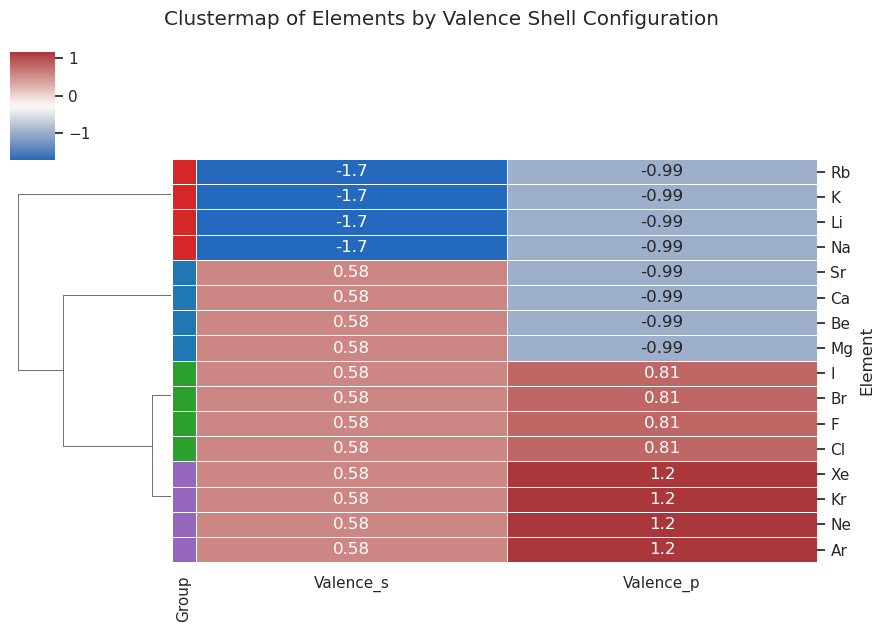 Clustermap of Elements by Valence Shell Configuration
1
0
−1
-1.7 -0.99 Rb
-1.7 -0.99 K
-1.7 -0.99 Li
-1.7 -0.99 Na
0.58 -0.99 Sr
0.58 -0.99 Ca
0.58 -0.99 Be
0.58 -0.99 Mg
0.58 0.81 I
0.58 0.81 Br
0.58 0.81 F
0.58 0.81 Cl
0.58 1.2 Xe
0.58 1.2 Kr
0.58 1.2 Ne
0.58 1.2 Ar
Element
Group
Valence_s Valence_p